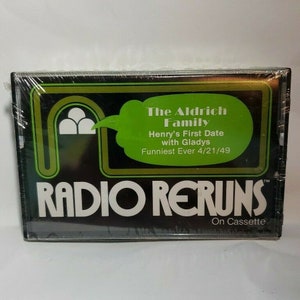 The Aldrich
Family
Henry's First Date
with Gladys
Funniest Ever 4/21/49
RADIO RERUNS
On Cassette